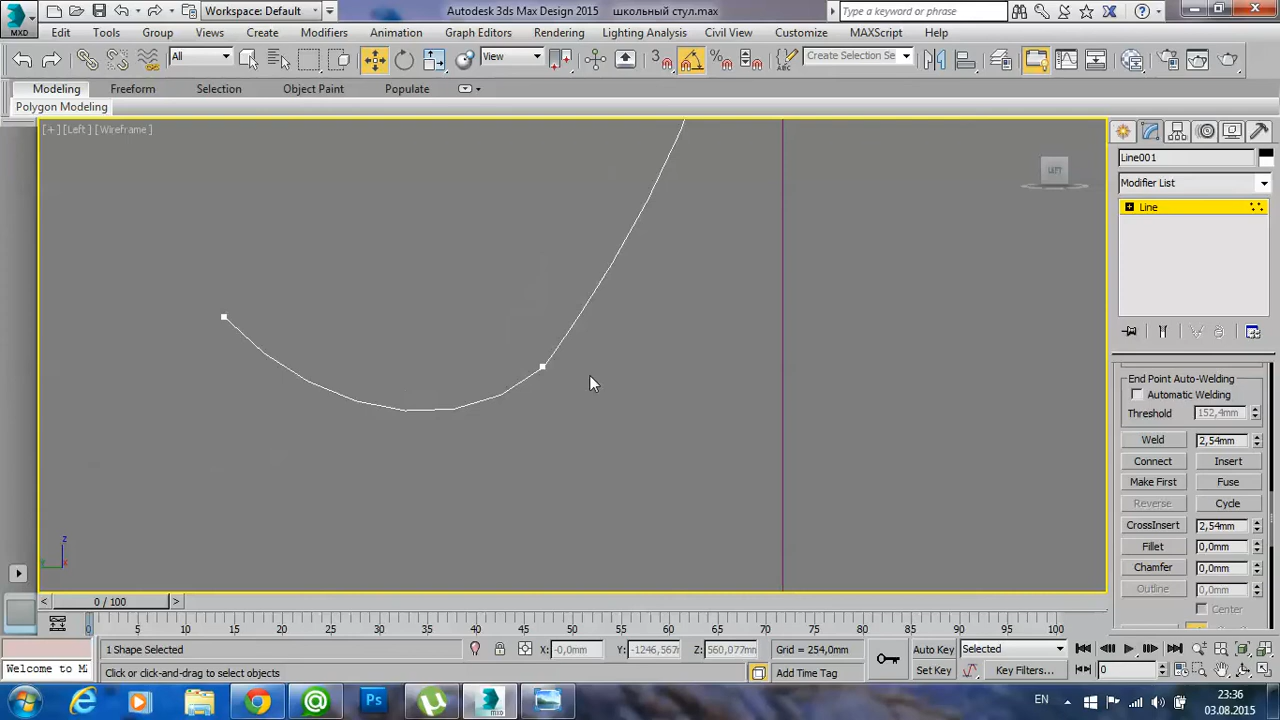 MXD
Workspace: Default
Autodesk 3ds Max Design 2015 школьный стул.max
Type a keyword or phrase
Edit Tools Group Views Create Modifiers Animation Graph Editors Rendering Lighting Analysis Civil View Customize MAXScript Help
All View Create Selection Se
Modeling Freeform Selection Object Paint Populate
Polygon Modeling
[+] [Left] [Wireframe]
LEFT
Line001
Modifier List
Line
End Point Auto-Welding
Automatic Welding
Threshold 152,4mm
Weld 2,54mm
Connect Insert
Make First Fuse
Reverse Cycle
CrossInsert 2,54mm
Fillet 0,0mm
Chamfer 0,0mm
Outline 0,0mm
Center
z
0 / 100
0 5 10 15 20 25 30 35 40 45 50 55 60 65 70 75 80 85 90 95 100
1 Shape Selected X: -0,0mm Y: -1246,567m Z: 560,077mm Grid = 254,0mm Auto Key Selected
Welcome to M Click or click-and-drag to select objects Add Time Tag Set Key Key Filters... 0
Ps MXD EN 23:36
03.08.2015